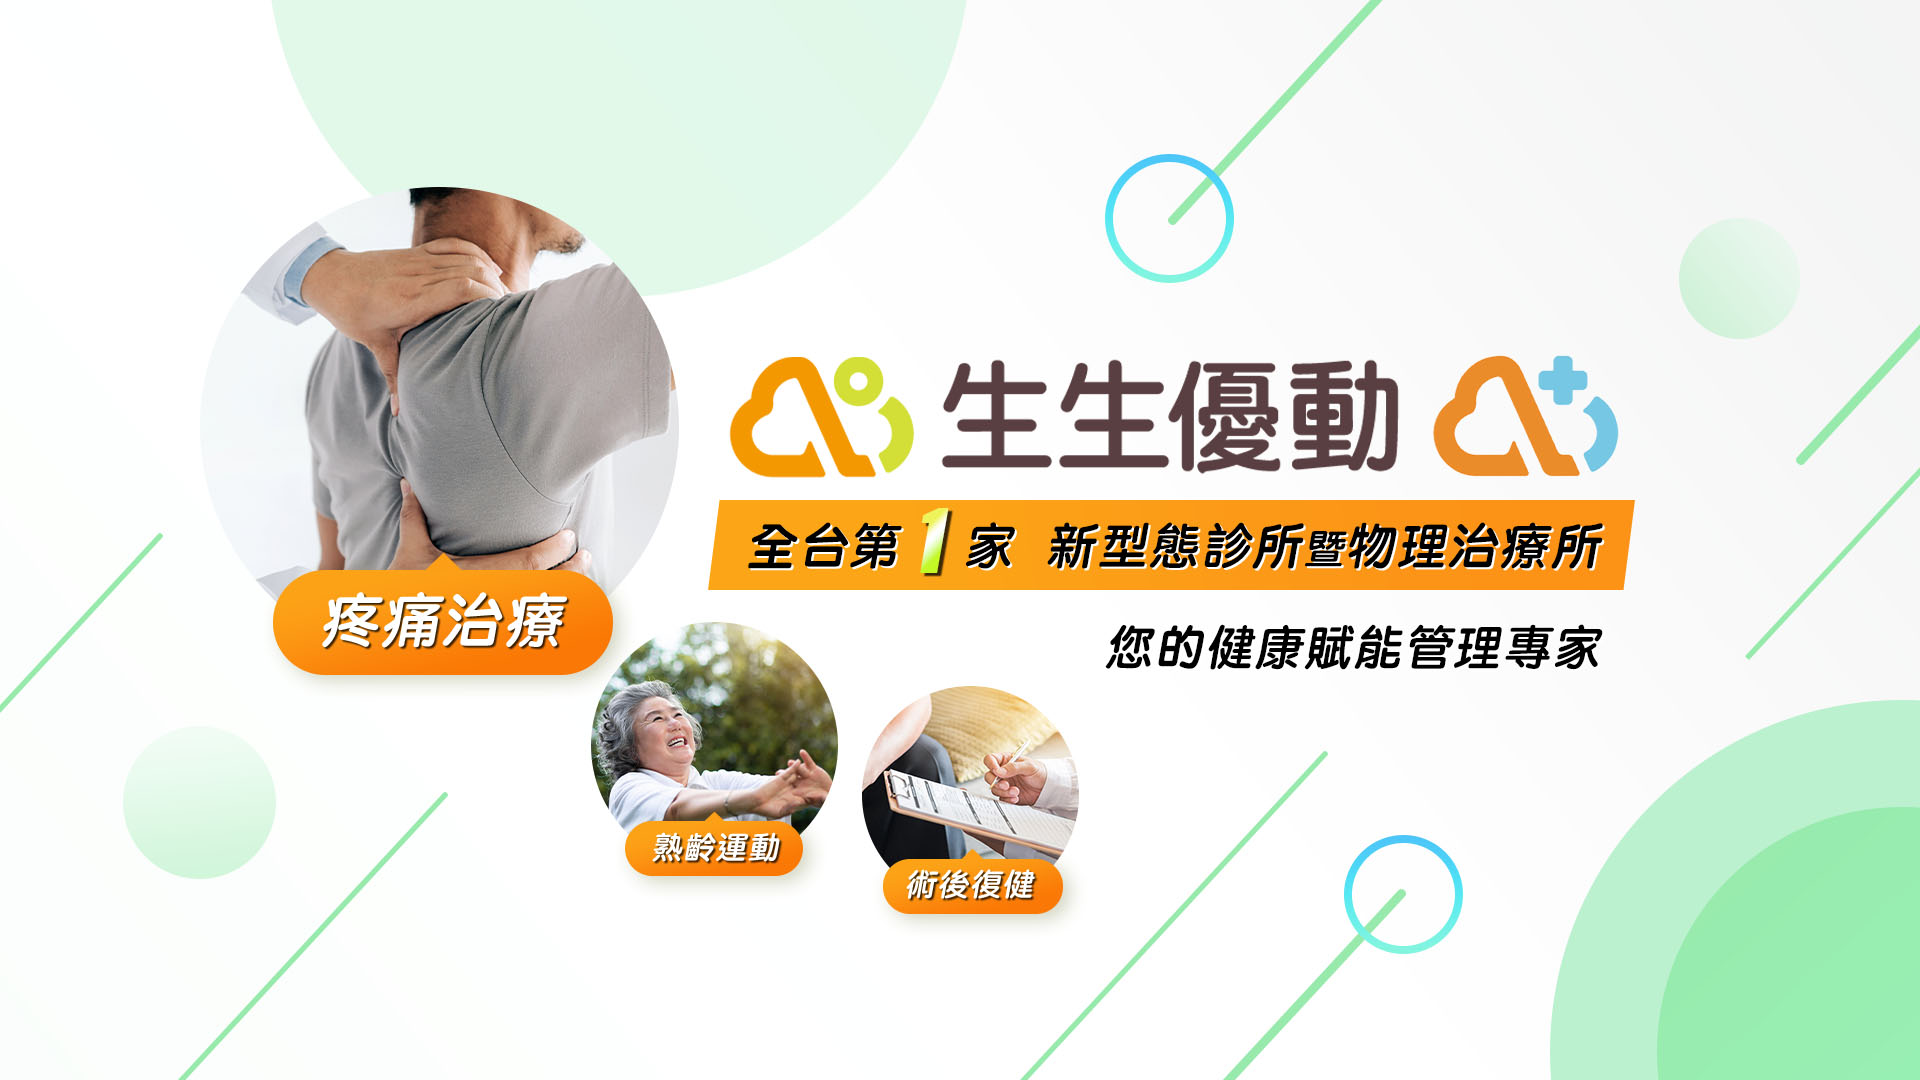 生生優動
全台第1家 新型態診所暨物理治療所
您的健康賦能管理專家
疼痛治療
熟齡運動
術後復健